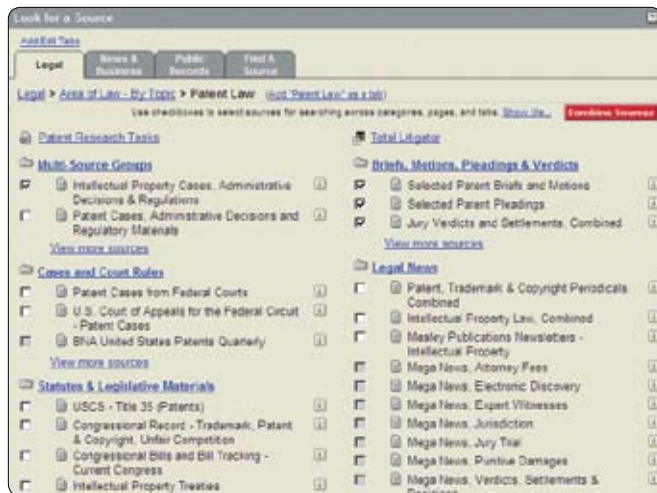 Look for a Source
Add/Edit Tabs
Legal
News & Business
Public Records
Find A Source
Legal > Area of Law - By Topic > Patent Law (Add "Patent Law" as a tab)
Use checkboxes to select sources for searching across categories, pages, and tabs. Show Me... Combine Sources
Patent Research Tasks
Multi-Source Groups
Intellectual Property Cases, Administrative
Decisions & Regulations
Patent Cases, Administrative Decisions and
Regulatory Materials
View more sources
Cases and Court Rules
Patent Cases from Federal Courts
U.S. Court of Appeals for the Federal Circuit
- Patent Cases
BNA United States Patents Quarterly
View more sources
Statutes & Legislative Materials
USCS - Title 35 (Patents)
Congressional Record - Trademark, Patent
& Copyright, Unfair Competition
Congressional Bills and Bill Tracking -
Current Congress
Intellectual Property Treaties
Total Litigator
Briefs, Motions, Pleadings & Verdicts
Selected Patent Briefs and Motions
Selected Patent Pleadings
Jury Verdicts and Settlements, Combined
View more sources
Legal News
Patent, Trademark & Copyright Periodicals,
Combined
Intellectual Property Law, Combined
Mealey Publications Newsletters -
Intellectual Property
Mega News, Attorney Fees
Mega News, Electronic Discovery
Mega News, Expert Witnesses
Mega News, Jurisdiction
Mega News, Jury Trial
Mega News, Punitive Damages
Mega News, Verdicts, Settlements &